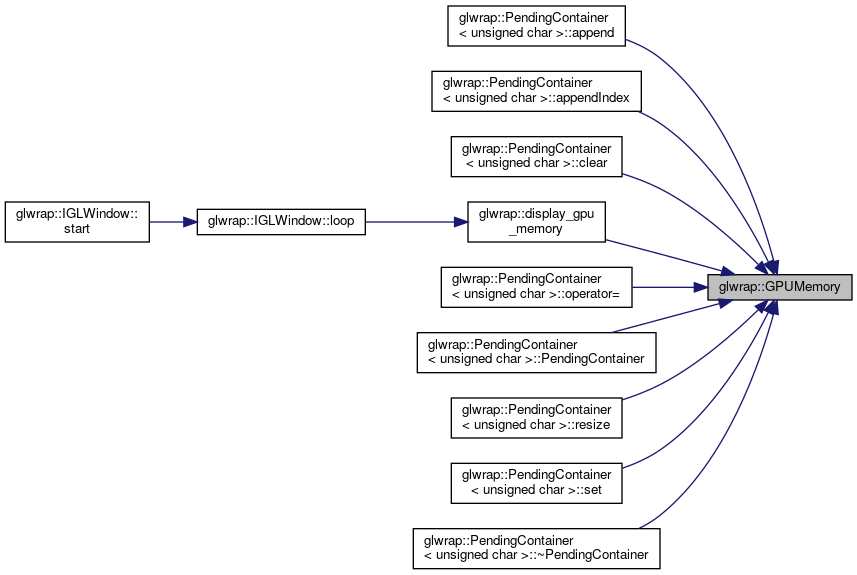 glwrap::PendingContainer
< unsigned char >::append
glwrap::PendingContainer
< unsigned char >::appendIndex
glwrap::PendingContainer
< unsigned char >::clear
glwrap::IGLWindow::
start
glwrap::IGLWindow::loop
glwrap::display_gpu
_memory
glwrap::GPUMemory
glwrap::PendingContainer
< unsigned char >::operator=
glwrap::PendingContainer
< unsigned char >::PendingContainer
glwrap::PendingContainer
< unsigned char >::resize
glwrap::PendingContainer
< unsigned char >::set
glwrap::PendingContainer
< unsigned char >::~PendingContainer